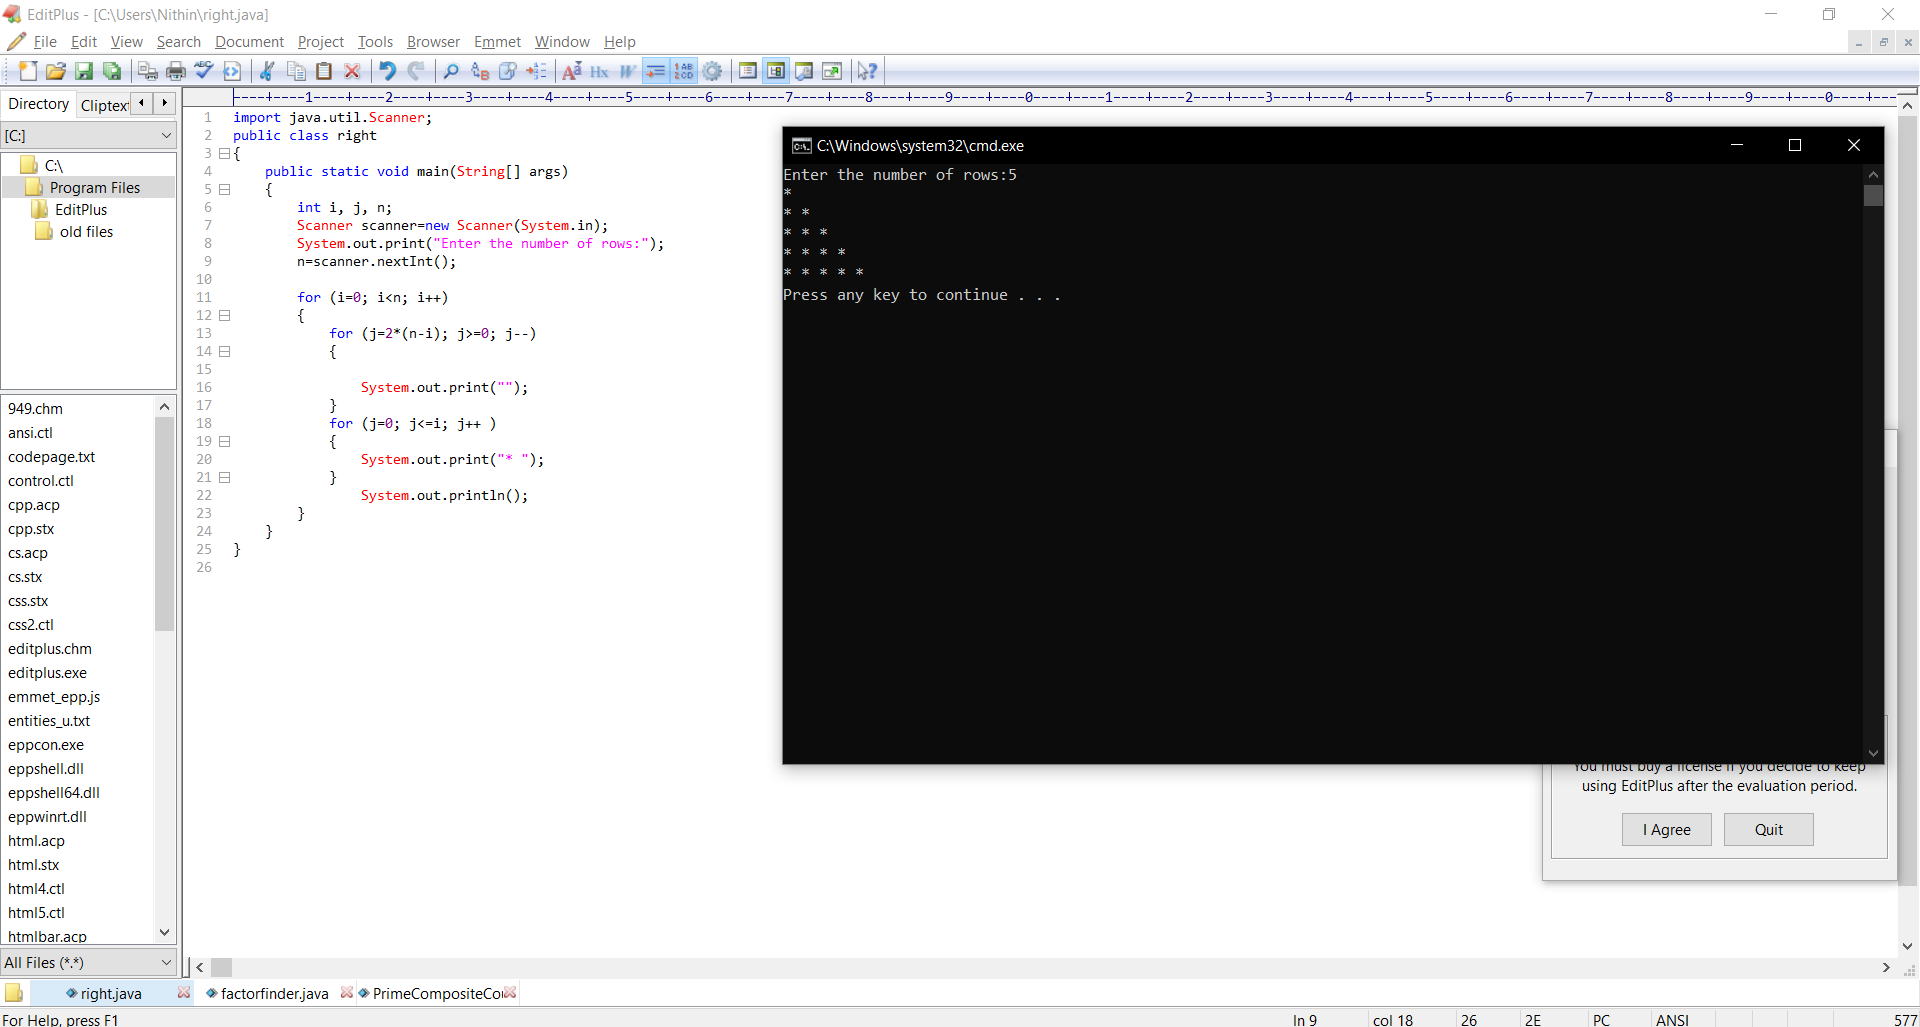 EditPlus - [C:\Users\Nithin\right.java]
File Edit View Search Document Project Tools Browser Emmet Window Help
Directory Cliptex
[C:]
C:\
Program Files
EditPlus
old files
949.chm
ansi.ctl
codepage.txt
control.ctl
cpp.acp
cpp.stx
cs.acp
cs.stx
css.stx
css2.ctl
editplus.chm
editplus.exe
emmet_epp.js
entities_u.txt
eppcon.exe
eppshell.dll
eppshell64.dll
eppwinrt.dll
html.acp
html.stx
html4.ctl
html5.ctl
htmlbar.acp
All Files (*.*)
----+----1----+----2----+----3----+----4----+----5----+----6----+----7----+----8----+----9----+----0----+----1----+----2----+----3----+----4----+----5----+----6----+----7----+----8----+----9----+----0----+---
1 import java.util.Scanner;
2 public class right
3 {
4 public static void main(String[] args)
5 {
6 int i, j, n;
7 Scanner scanner=new Scanner(System.in);
8 System.out.print("Enter the number of rows:");
9 n=scanner.nextInt();
10
11 for (i=0; i<n; i++)
12 {
13 for (j=2*(n-i); j>=0; j--)
14 {
15
16 System.out.print("");
17 }
18 for (j=0; j<=i; j++ )
19 {
20 System.out.print("* ");
21 }
22 System.out.println();
23 }
24 }
25 }
26
C:\Windows\system32\cmd.exe
Enter the number of rows:5
*
* *
* * *
* * * *
* * * * *
Press any key to continue . . .
You must buy a license if you decide to keep
using EditPlus after the evaluation period.
I Agree Quit
right.java factorfinder.java PrimeCompositeCo
For Help, press F1 ln 9 col 18 26 2E PC ANSI 577